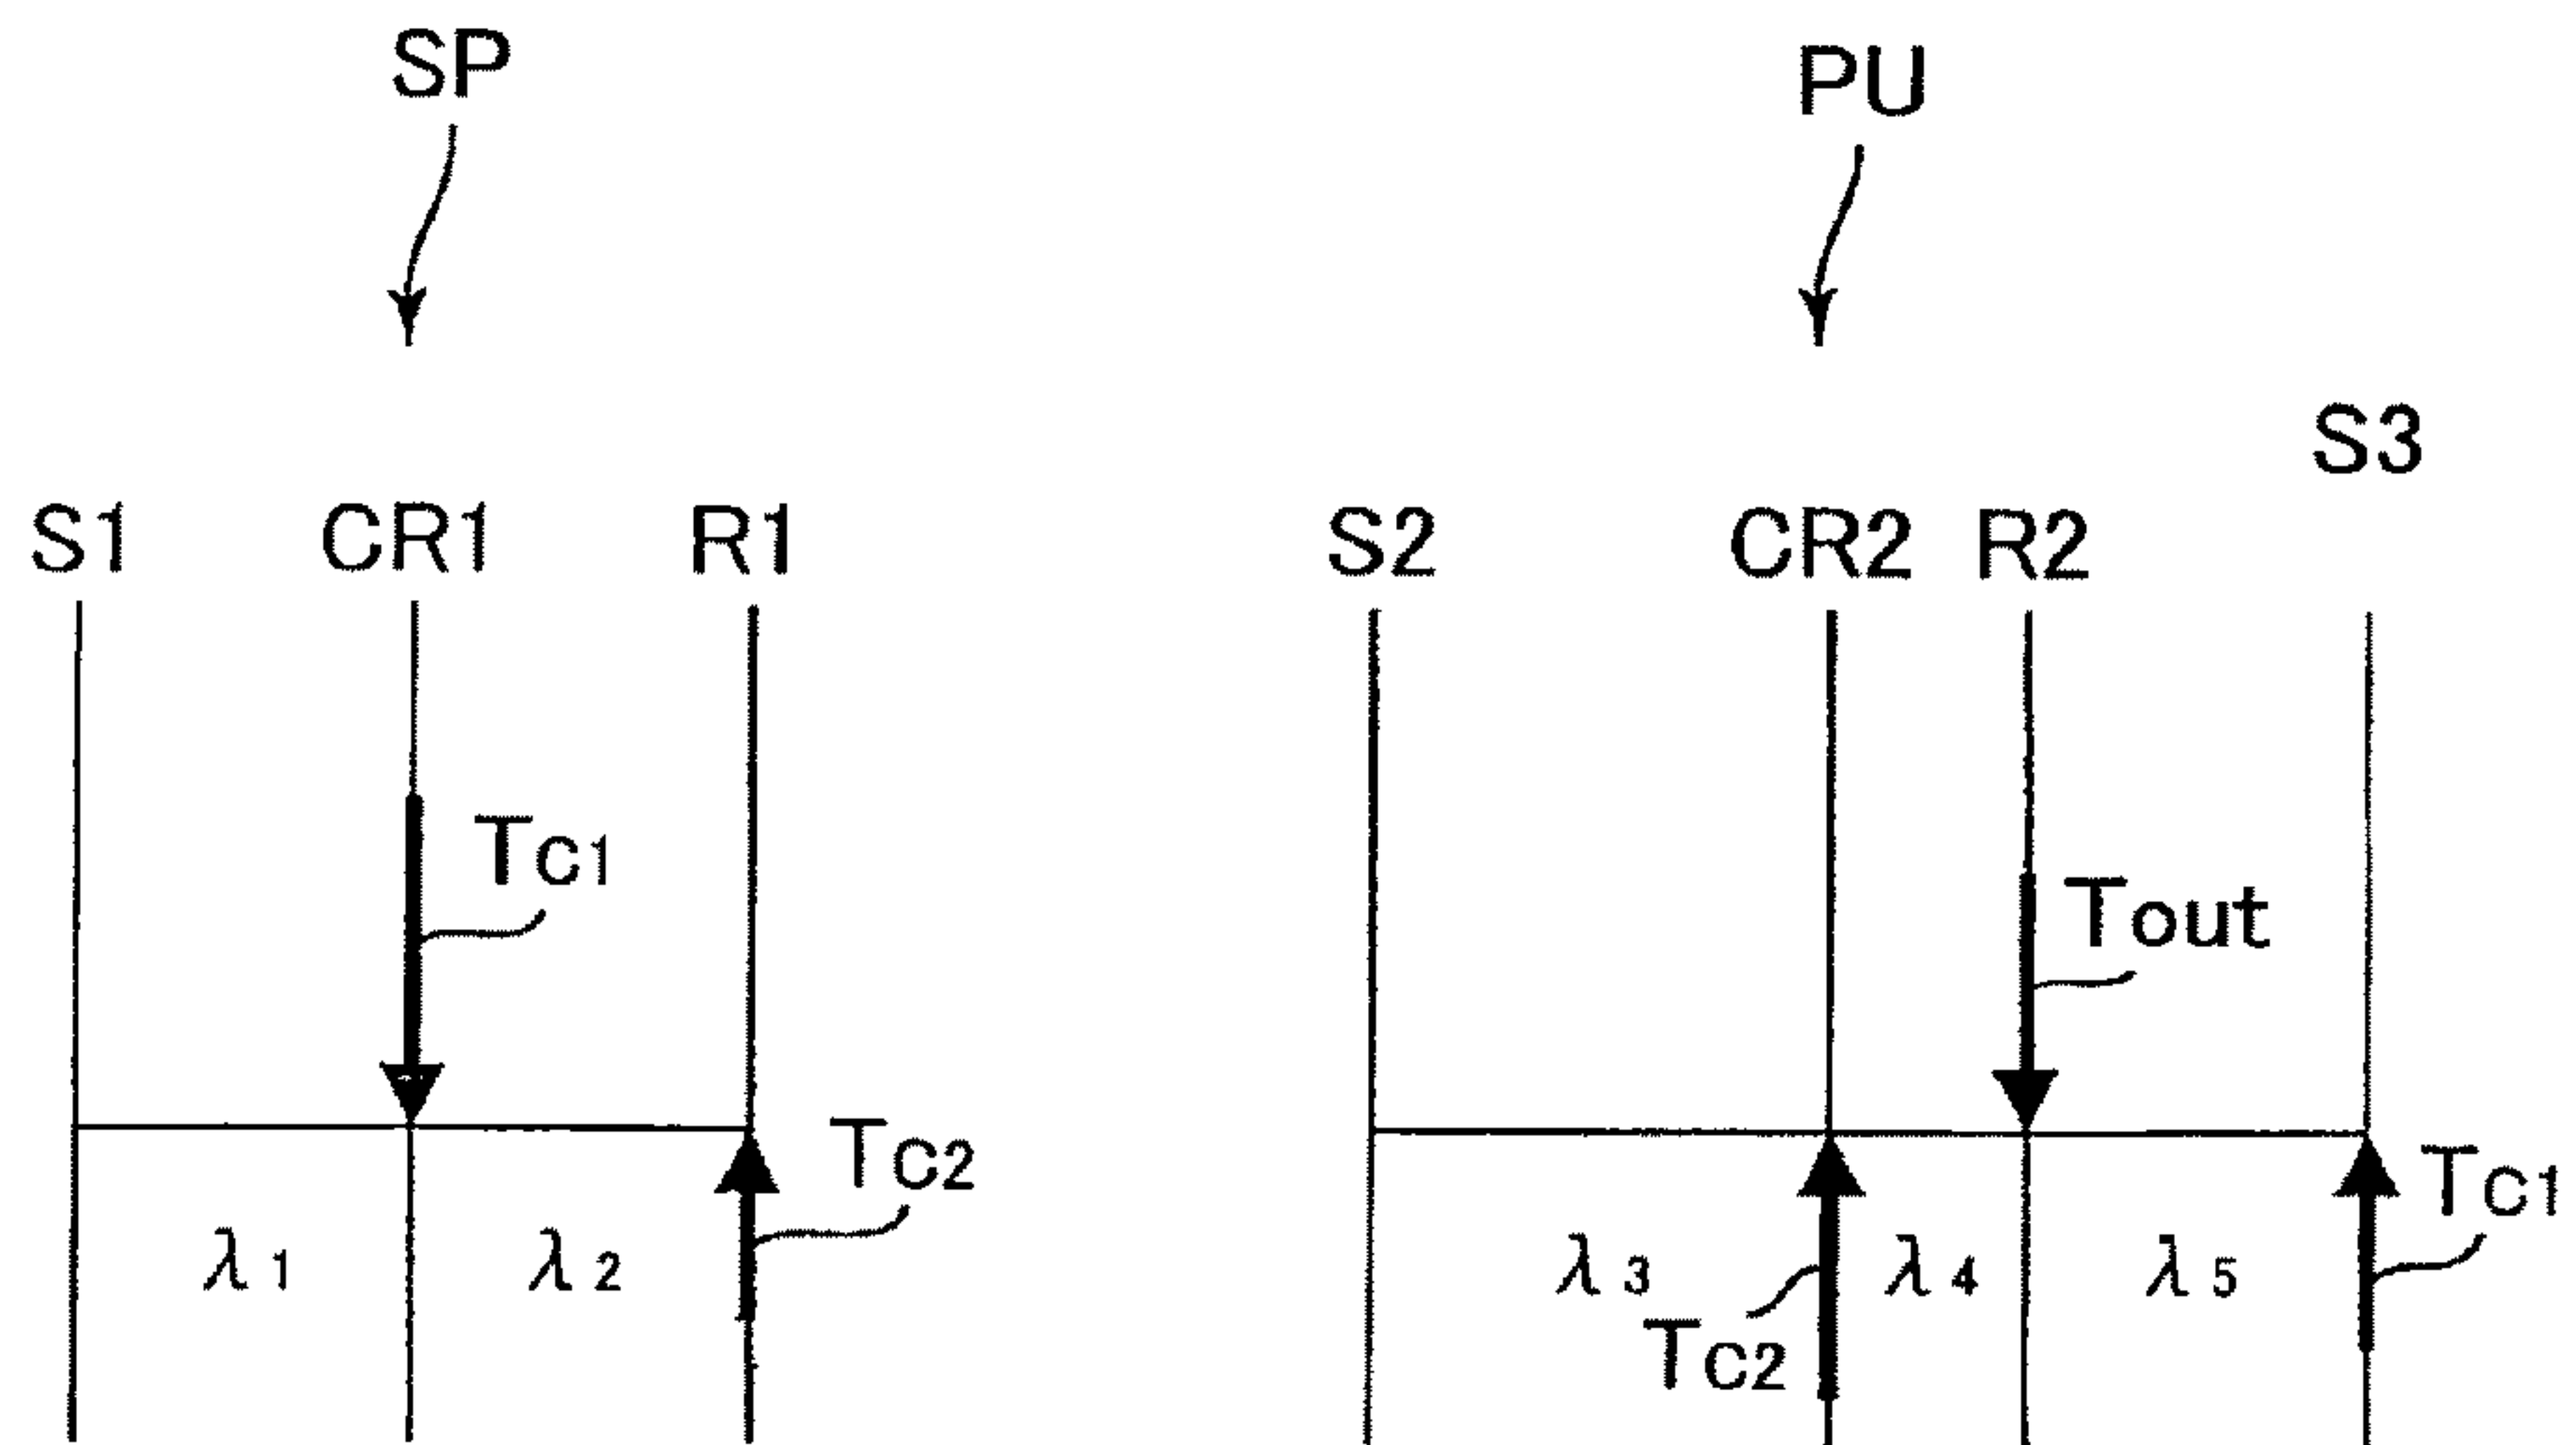 SP
PU
S1 CR1 R1
S2 CR2 R2 S3
TC1
Tout
TC2
TC1
λ1 λ2
λ3 λ4 λ5
TC2